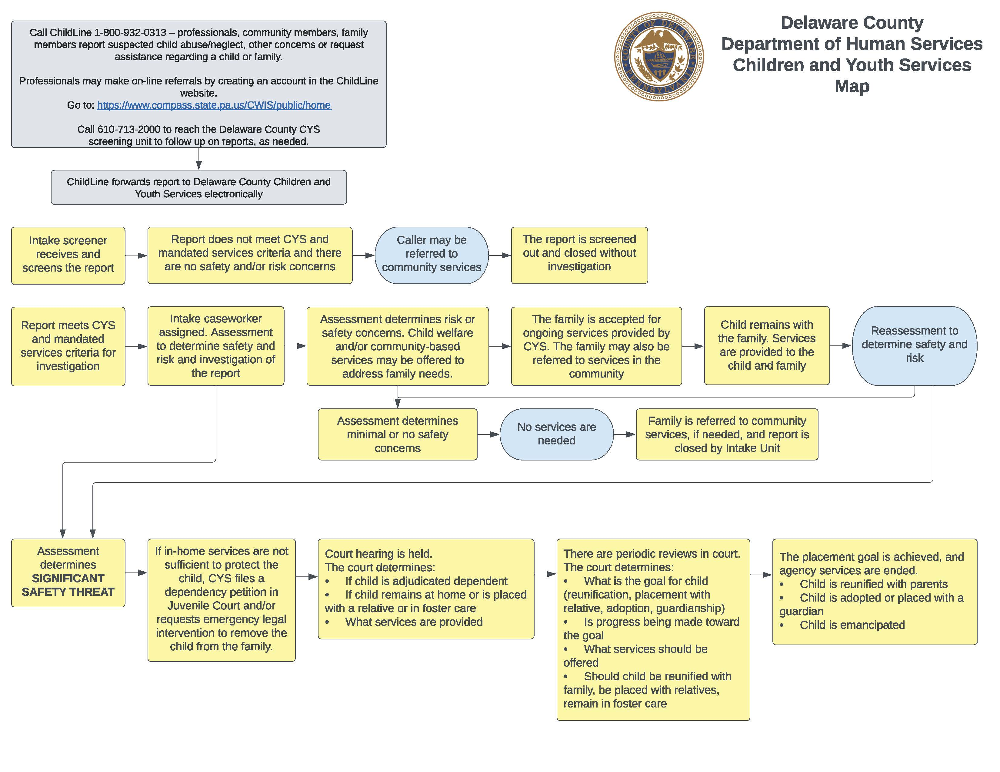 Delaware County
Department of Human Services
Children and Youth Services
Map
COUNTY OF DELAWARE
PENNSYLVANIA
Call ChildLine 1-800-932-0313 – professionals, community members, family
members report suspected child abuse/neglect, other concerns or request
assistance regarding a child or family.
Professionals may make on-line referrals by creating an account in the ChildLine
website.
Go to: https://www.compass.state.pa.us/CWIS/public/home
Call 610-713-2000 to reach the Delaware County CYS
screening unit to follow up on reports, as needed.
ChildLine forwards report to Delaware County Children and
Youth Services electronically
Intake screener
receives and
screens the report
Report does not meet CYS and
mandated services criteria and there
are no safety and/or risk concerns
Caller may be
referred to
community services
The report is screened
out and closed without
investigation
Report meets CYS
and mandated
services criteria for
investigation
Intake caseworker
assigned. Assessment
to determine safety and
risk and investigation of
the report
Assessment determines risk or
safety concerns. Child welfare
and/or community-based
services may be offered to
address family needs.
The family is accepted for
ongoing services provided by
CYS. The family may also be
referred to services in the
community
Child remains with
the family. Services
are provided to the
child and family
Reassessment to
determine safety and
risk
Assessment determines
minimal or no safety
concerns
No services are
needed
Family is referred to community
services, if needed, and report is
closed by Intake Unit
Assessment
determines
SIGNIFICANT
SAFETY THREAT
If in-home services are not
sufficient to protect the
child, CYS files a
dependency petition in
Juvenile Court and/or
requests emergency legal
intervention to remove the
child from the family.
Court hearing is held.
The court determines:
• If child is adjudicated dependent
• If child remains at home or is placed
with a relative or in foster care
• What services are provided
There are periodic reviews in court.
The court determines:
• What is the goal for child
(reunification, placement with
relative, adoption, guardianship)
• Is progress being made toward
the goal
• What services should be
offered
• Should child be reunified with
family, be placed with relatives,
remain in foster care
The placement goal is achieved, and
agency services are ended.
• Child is reunified with parents
• Child is adopted or placed with a
guardian
• Child is emancipated